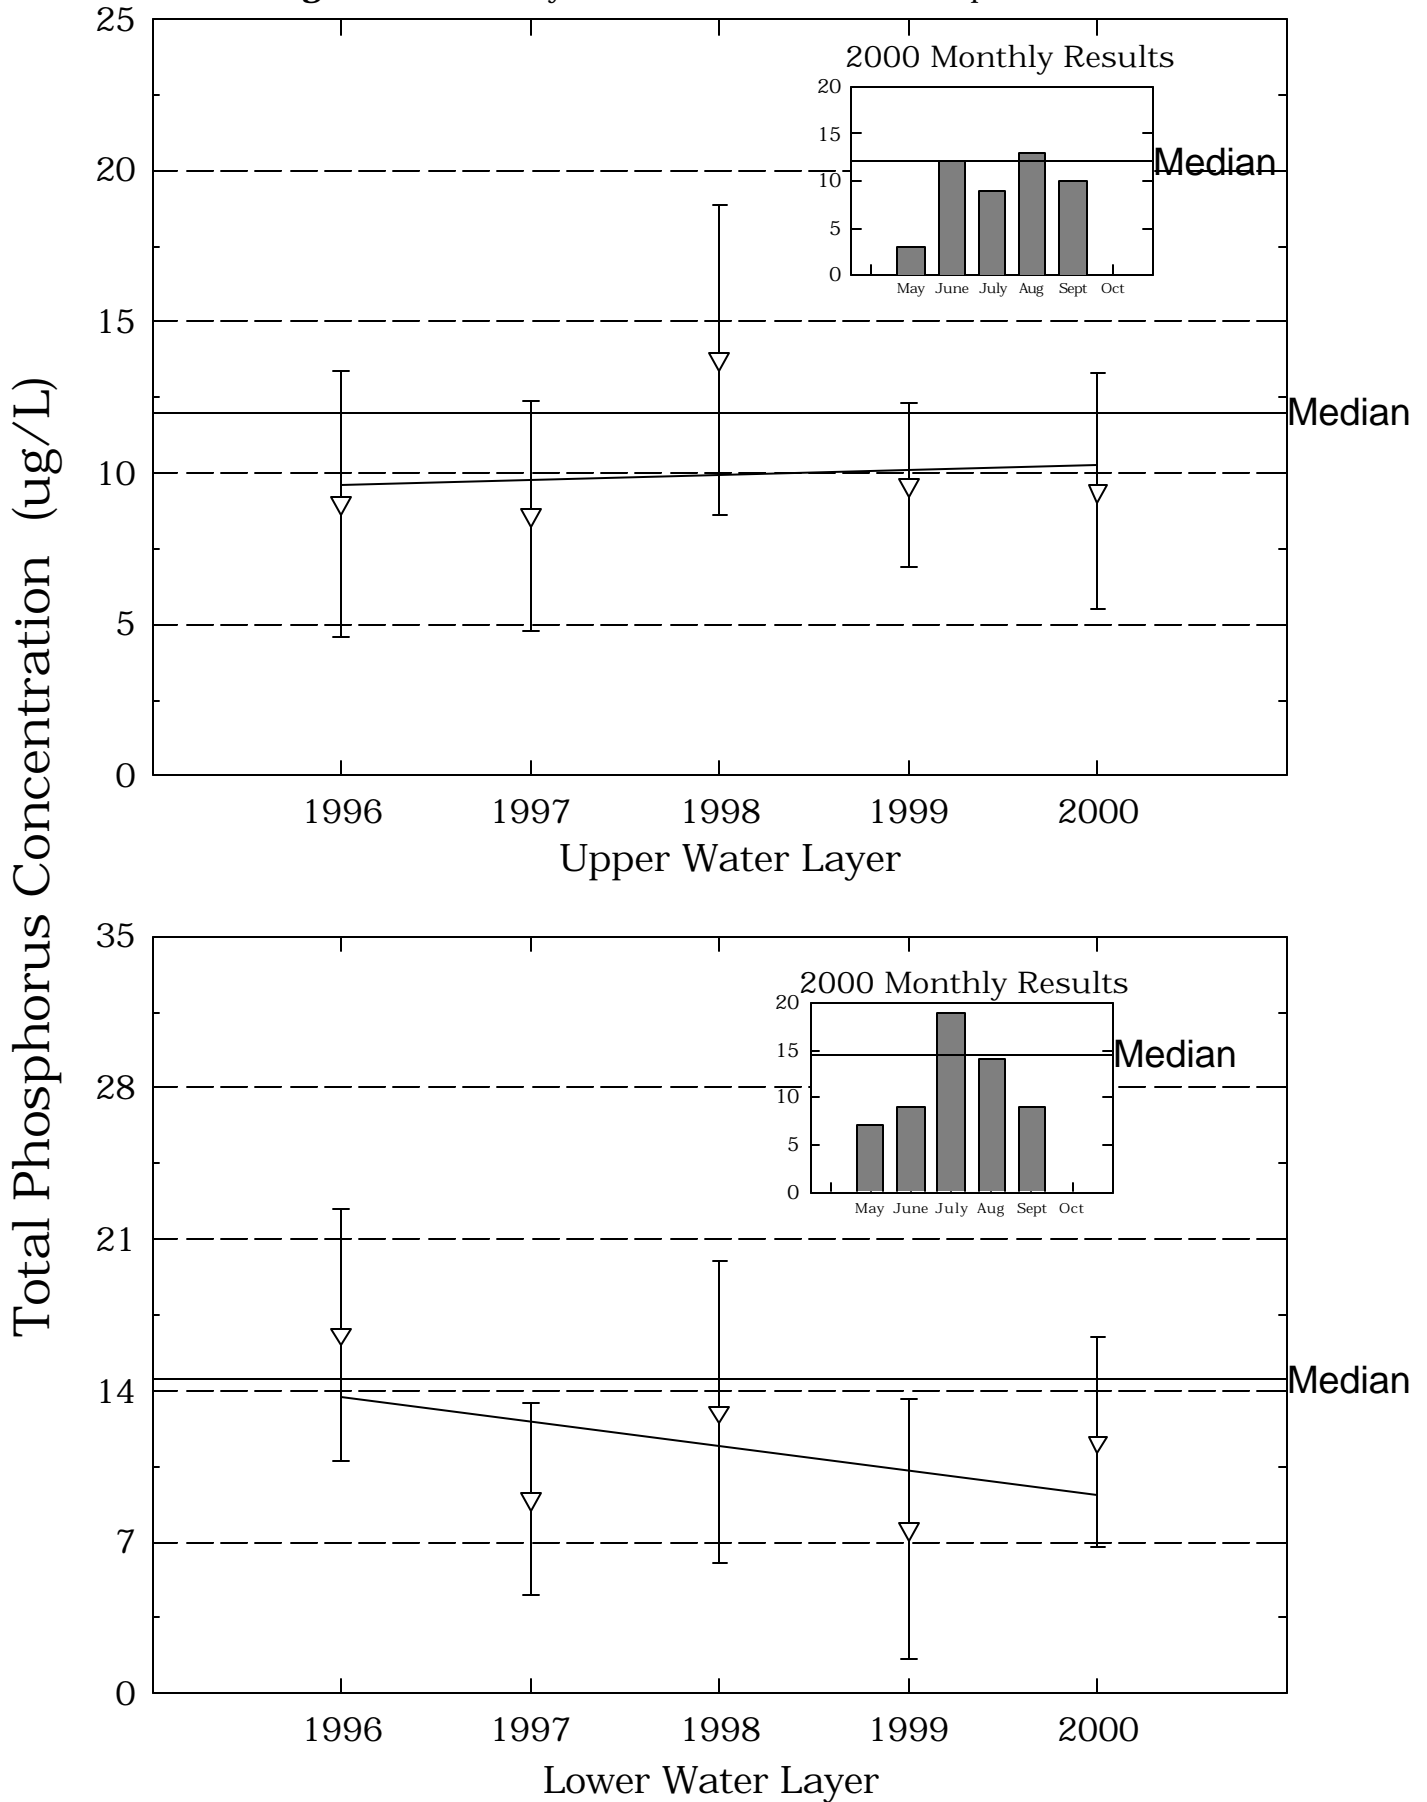 25
2000 Monthly Results
20
15
10
5
0
May June July Aug Sept Oct
Median
20
15
Median
10
5
0
1996 1997 1998 1999 2000
Upper Water Layer
Total Phosphorus Concentration (ug/L)
35
2000 Monthly Results
20
15
10
5
0
May June July Aug Sept Oct
Median
28
21
14
Median
7
0
1996 1997 1998 1999 2000
Lower Water Layer